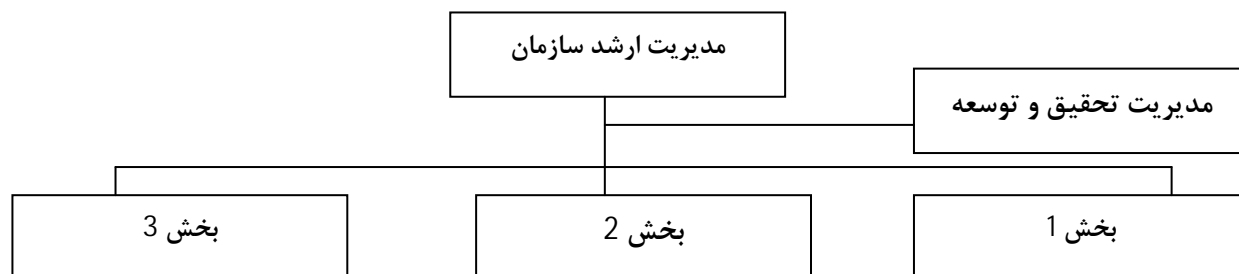 مدیریت ارشد سازمان
مدیریت تحقیق و توسعه
بخش 1
بخش 2
بخش 3